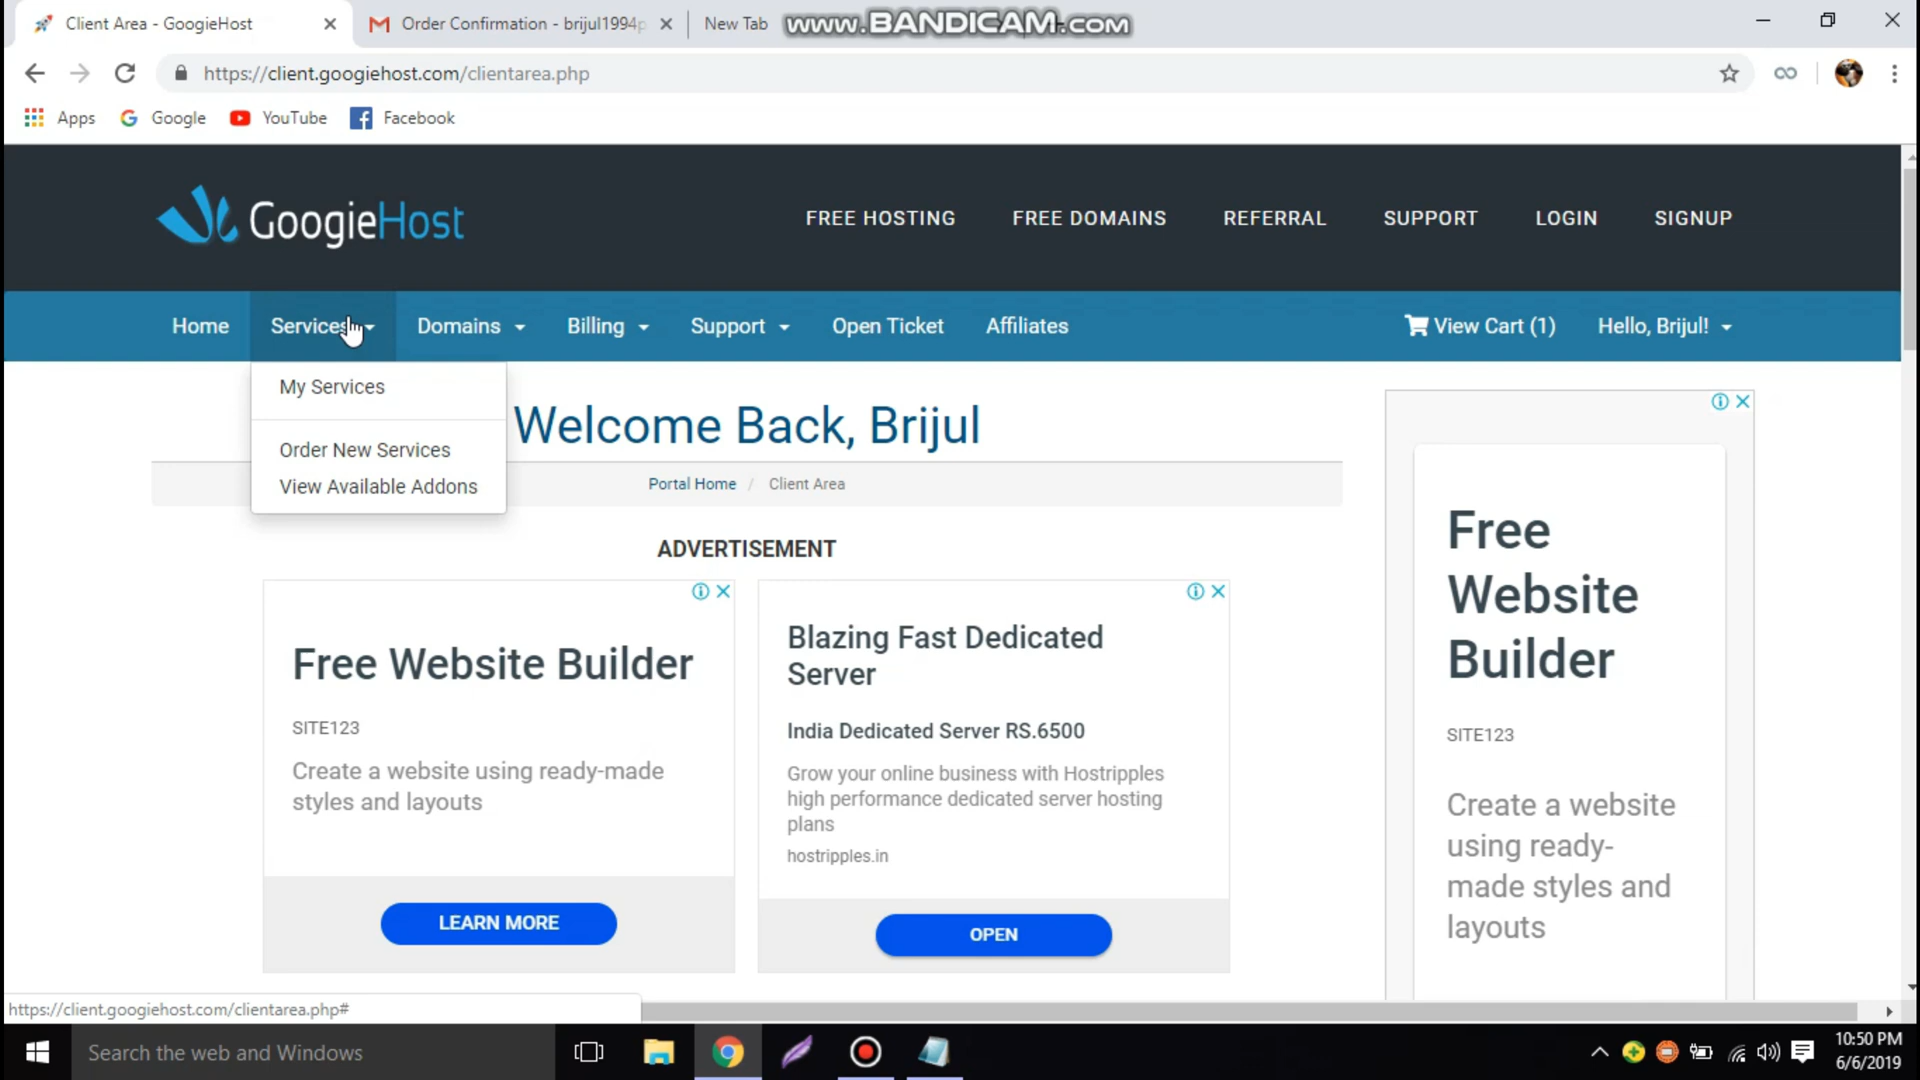 Client Area - GoogieHost
Order Confirmation - brijul1994p
New Tab
www.BANDICAM.com
https://client.googiehost.com/clientarea.php
Apps
Google
YouTube
Facebook
GoogieHost
FREE HOSTING
FREE DOMAINS
REFERRAL
SUPPORT
LOGIN
SIGNUP
Home
Services
Domains
Billing
Support
Open Ticket
Affiliates
View Cart (1)
Hello, Brijul!
My Services
Order New Services
View Available Addons
Welcome Back, Brijul
Portal Home / Client Area
ADVERTISEMENT
Free Website Builder
SITE123
Create a website using ready-made
styles and layouts
LEARN MORE
Blazing Fast Dedicated
Server
India Dedicated Server RS.6500
Grow your online business with Hostripples
high performance dedicated server hosting
plans
hostripples.in
OPEN
Free
Website
Builder
SITE123
Create a website
using ready-
made styles and
layouts
https://client.googiehost.com/clientarea.php#
Search the web and Windows
10:50 PM
6/6/2019